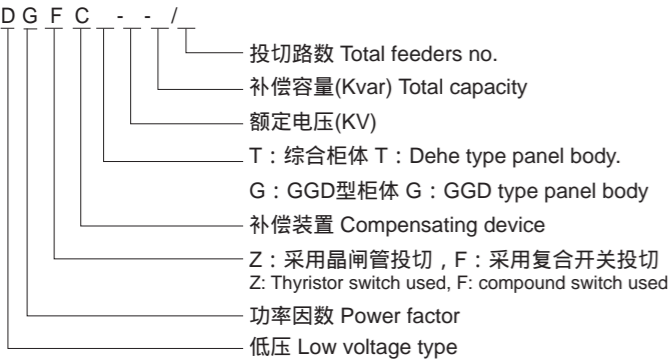 D G F C - - /
投切路数 Total feeders no.
补偿容量(Kvar) Total capacity
额定电压(KV)
T：综合柜体 T：Dehe type panel body.
G：GGD型柜体 G：GGD type panel body
补偿装置 Compensating device
Z：采用晶闸管投切，F：采用复合开关投切
Z: Thyristor switch used, F: compound switch used
功率因数 Power factor
低压 Low voltage type